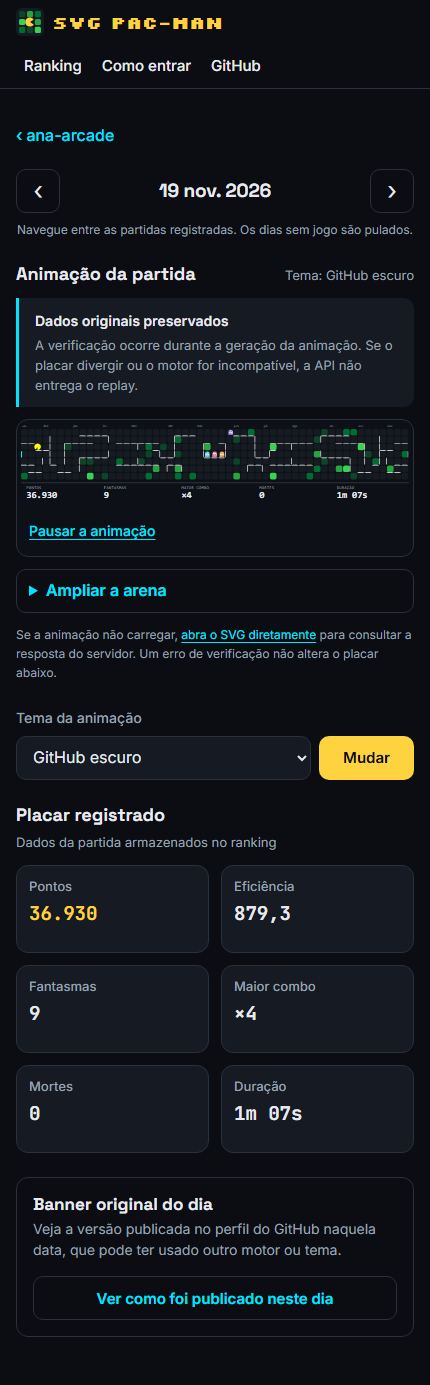 SVG PAC-MAN
Ranking Como entrar GitHub
‹ ana-arcade
‹ 19 nov. 2026 ›
Navegue entre as partidas registradas. Os dias sem jogo são pulados.
Animação da partida
Tema: GitHub escuro
Dados originais preservados
A verificação ocorre durante a geração da animação. Se o
placar divergir ou o motor for incompatível, a API não
entrega o replay.
PONTOS FANTASMAS MAIOR COMBO MORTES DURAÇÃO
36.930 9 ×4 0 1m 07s
Pausar a animação
▶ Ampliar a arena
Se a animação não carregar, abra o SVG diretamente para consultar a
resposta do servidor. Um erro de verificação não altera o placar
abaixo.
Tema da animação
GitHub escuro
Mudar
Placar registrado
Dados da partida armazenados no ranking
Pontos
36.930
Eficiência
879,3
Fantasmas
9
Maior combo
×4
Mortes
0
Duração
1m 07s
Banner original do dia
Veja a versão publicada no perfil do GitHub naquela
data, que pode ter usado outro motor ou tema.
Ver como foi publicado neste dia